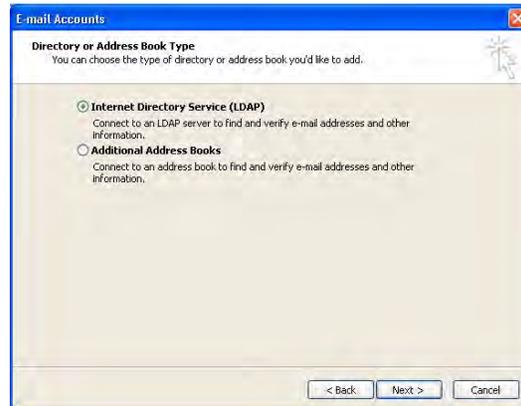 E-mail Accounts
Directory or Address Book Type
You can choose the type of directory or address book you'd like to add.
Internet Directory Service (LDAP)
Connect to an LDAP server to find and verify e-mail addresses and other
information.
Additional Address Books
Connect to an address book to find and verify e-mail addresses and other
information.
< Back
Next >
Cancel